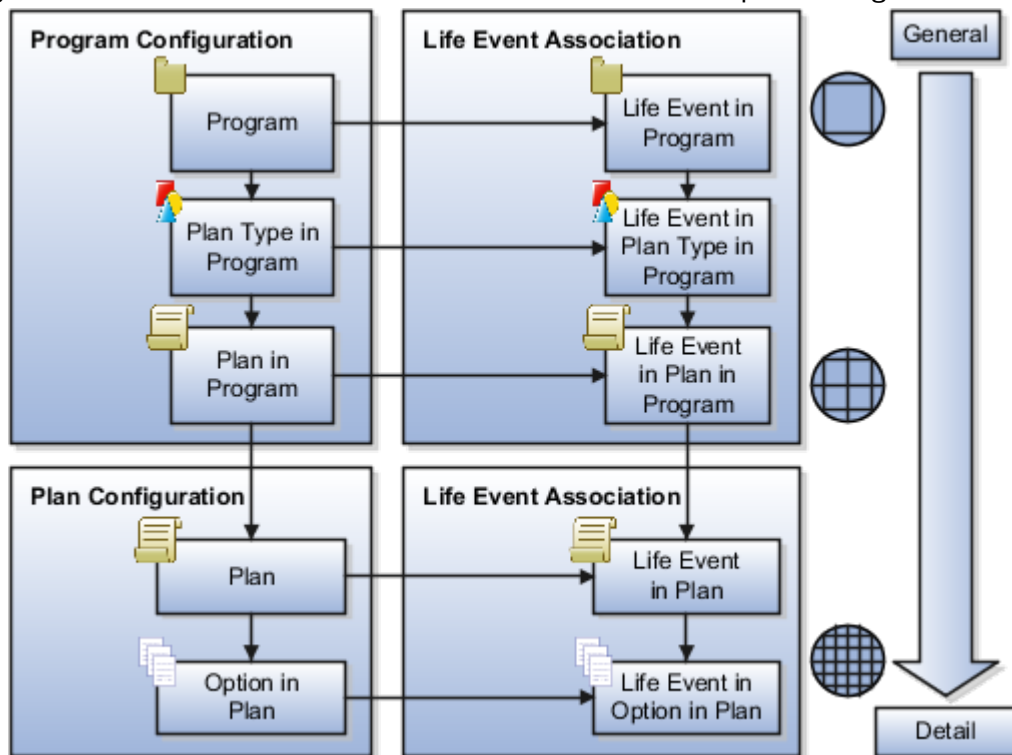 Program Configuration
Life Event Association
General
Program
Life Event in
Program
Plan Type in
Program
Life Event in
Plan Type in
Program
Plan in
Program
Life Event
in Plan in
Program
Plan Configuration
Life Event Association
Plan
Life Event
in Plan
Option in
Plan
Life Event in
Option in Plan
Detail